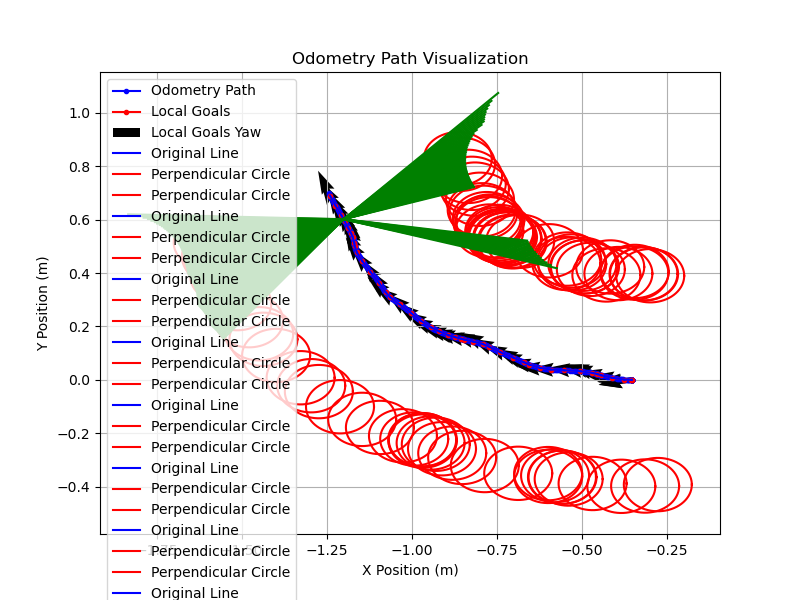 Odometry Path Visualization
Y Position (m)
1.0
0.8
0.6
0.4
0.2
0.0
−0.2
−0.4
Odometry Path
Local Goals
Local Goals Yaw
Original Line
Perpendicular Circle
Perpendicular Circle
Original Line
Perpendicular Circle
Perpendicular Circle
Original Line
Perpendicular Circle
Perpendicular Circle
Original Line
Perpendicular Circle
Perpendicular Circle
Original Line
Perpendicular Circle
Perpendicular Circle
Original Line
Perpendicular Circle
Perpendicular Circle
Original Line
Perpendicular Circle
Perpendicular Circle
Original Line
−1.25
−1.00
−0.75
−0.50
−0.25
X Position (m)